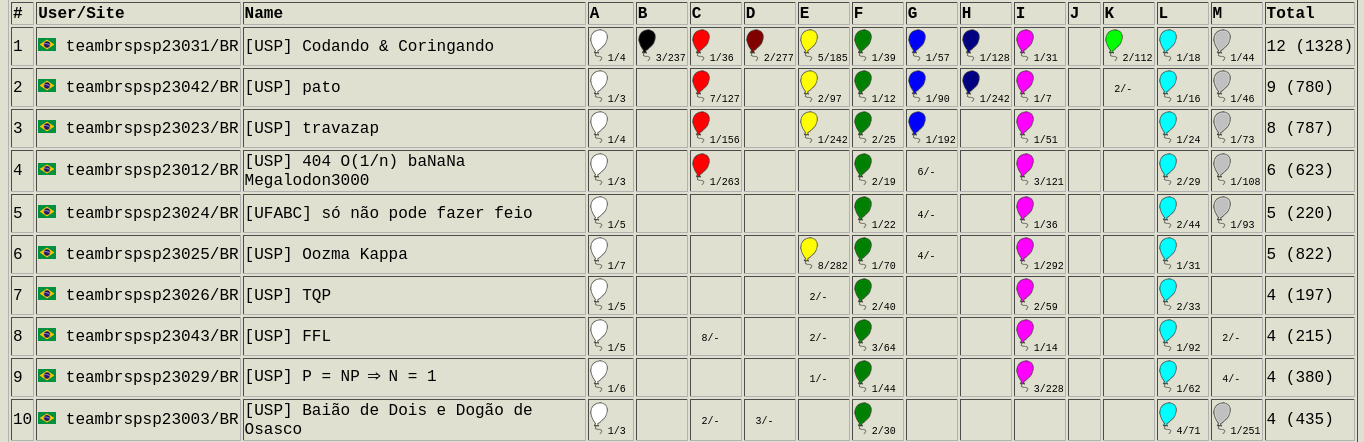 # User/Site Name A B C D E F G H I J K L M Total
1 teambrspsp23031/BR [USP] Codando & Coringando 1/4 3/237 1/36 2/277 5/185 1/39 1/57 1/128 1/31 2/112 1/18 1/44 12 (1328)
2 teambrspsp23042/BR [USP] pato 1/3 7/127 2/97 1/12 1/90 1/242 1/7 2/- 1/16 1/46 9 (780)
3 teambrspsp23023/BR [USP] travazap 1/4 1/156 1/242 2/25 1/192 1/51 1/24 1/73 8 (787)
4 teambrspsp23012/BR [USP] 404 O(1/n) baNaNa
Megalodon3000 1/3 1/263 2/19 6/- 3/121 2/29 1/108 6 (623)
5 teambrspsp23024/BR [UFABC] só não pode fazer feio 1/5 1/22 4/- 1/36 2/44 1/93 5 (220)
6 teambrspsp23025/BR [USP] Oozma Kappa 1/7 8/282 1/70 4/- 1/292 1/31 5 (822)
7 teambrspsp23026/BR [USP] TQP 1/5 2/- 2/40 2/59 2/33 4 (197)
8 teambrspsp23043/BR [USP] FFL 1/5 8/- 2/- 3/64 1/14 1/92 2/- 4 (215)
9 teambrspsp23029/BR [USP] P = NP ⇒ N = 1 1/6 1/- 1/44 3/228 1/62 4/- 4 (380)
10 teambrspsp23003/BR [USP] Baião de Dois e Dogão de
Osasco 1/3 2/- 3/- 2/30 4/71 1/251 4 (435)